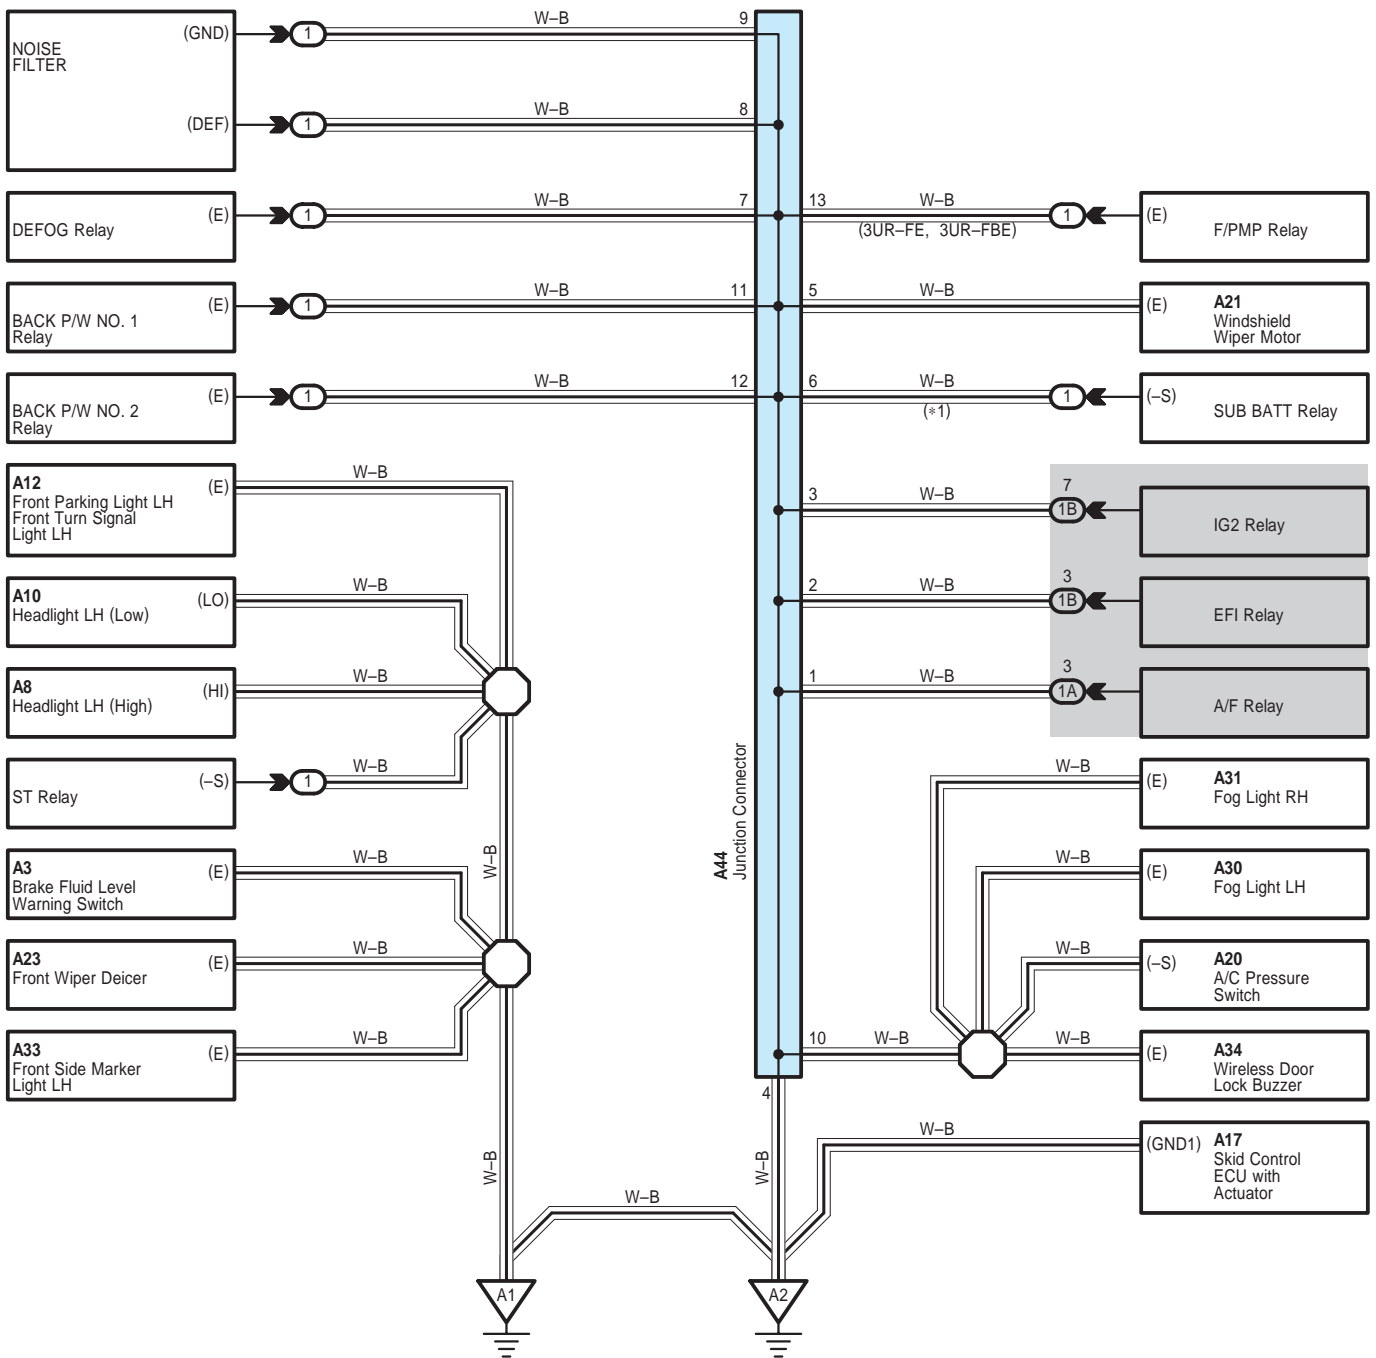 (GND)
1
W–B
9
NOISE
FILTER
(DEF)
1
W–B
8
DEFOG Relay
(E)
1
W–B
7
13
W–B
(3UR–FE, 3UR–FBE)
1
(E)
F/PMP Relay
BACK P/W NO. 1
Relay
(E)
1
W–B
11
5
W–B
(E)
A21
Windshield
Wiper Motor
BACK P/W NO. 2
Relay
(E)
1
W–B
12
6
W–B
(*1)
1
(–S)
SUB BATT Relay
A12
Front Parking Light LH
Front Turn Signal
Light LH
(E)
W–B
3
W–B
7
1B
IG2 Relay
A10
Headlight LH (Low)
(LO)
W–B
2
W–B
3
1B
EFI Relay
A8
Headlight LH (High)
(HI)
W–B
1
W–B
3
1A
A/F Relay
ST Relay
(–S)
1
W–B
W–B
A44
Junction Connector
W–B
(E)
A31
Fog Light RH
A3
Brake Fluid Level
Warning Switch
(E)
W–B
W–B
(E)
A30
Fog Light LH
A23
Front Wiper Deicer
(E)
W–B
W–B
(–S)
A20
A/C Pressure
Switch
A33
Front Side Marker
Light LH
(E)
W–B
10
W–B
W–B
(E)
A34
Wireless Door
Lock Buzzer
4
W–B
W–B
W–B
W–B
(GND1)
A17
Skid Control
ECU with
Actuator
A1
A2